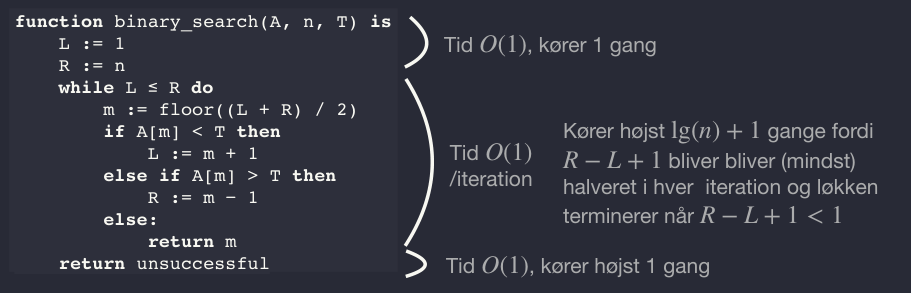 function binary_search(A, n, T) is
L := 1
R := n
while L ≤ R do
m := floor((L + R) / 2)
if A[m] < T then
L := m + 1
else if A[m] > T then
R := m - 1
else:
return m
return unsuccessful
Tid O(1), kører 1 gang
Tid O(1)
/iteration
Kører højst lg(n) + 1 gange fordi
R − L + 1 bliver bliver (mindst)
halveret i hver iteration og løkken
terminerer når R − L + 1 < 1
Tid O(1), kører højst 1 gang